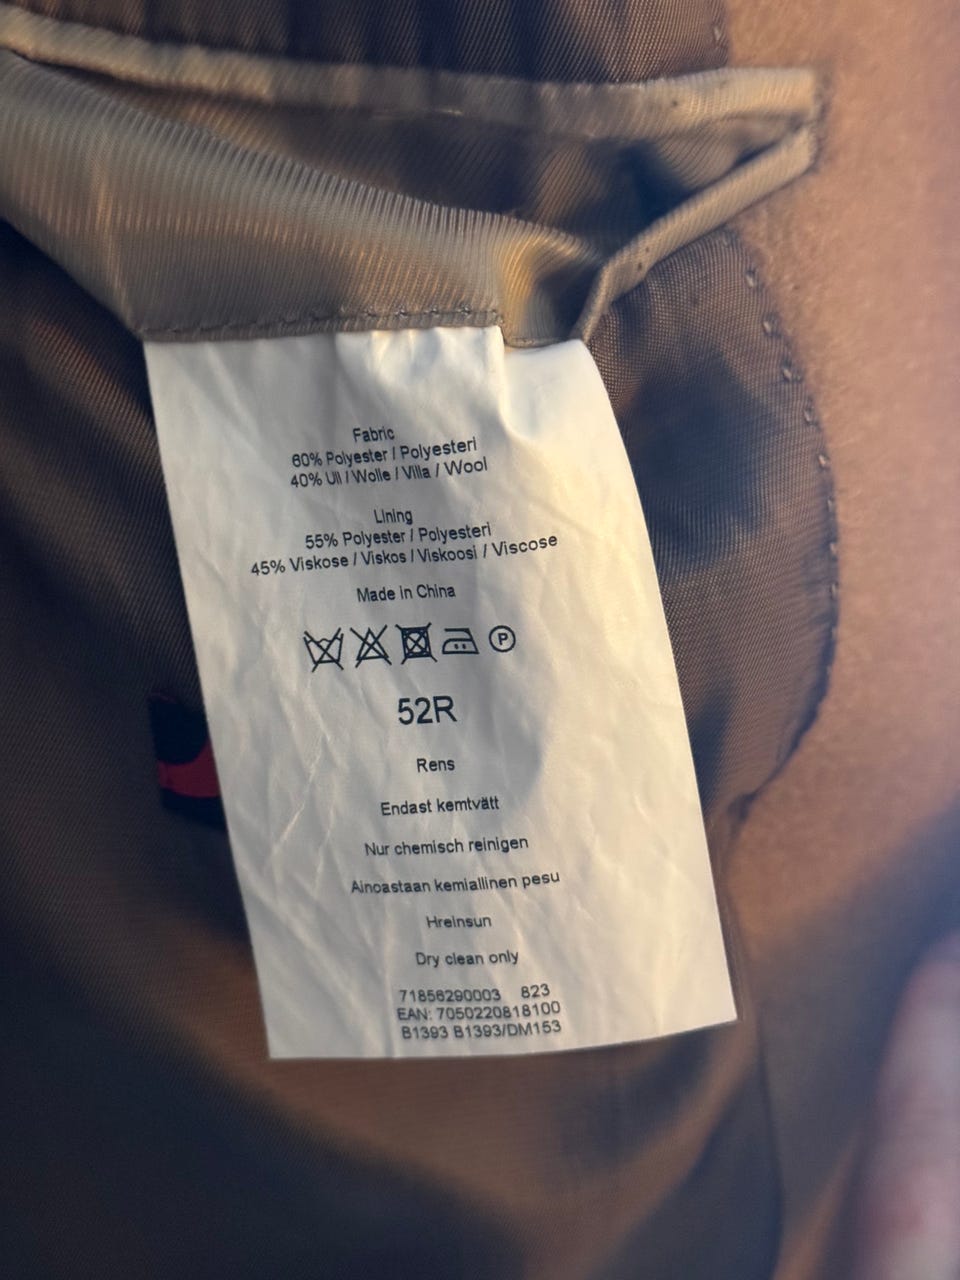 Fabric
60% Polyester / Polyesteri
40% Ull / Wolle / Villa / Wool
Lining
55% Polyester / Polyesteri
45% Viskose / Viskos / Viskoosi / Viscose
Made in China
P
52R
Rens
Endast kemtvätt
Nur chemisch reinigen
Ainoastaan kemiallinen pesu
Hreinsun
Dry clean only
71856290003 823
EAN: 7050220818100
B1393 B1393/DM153